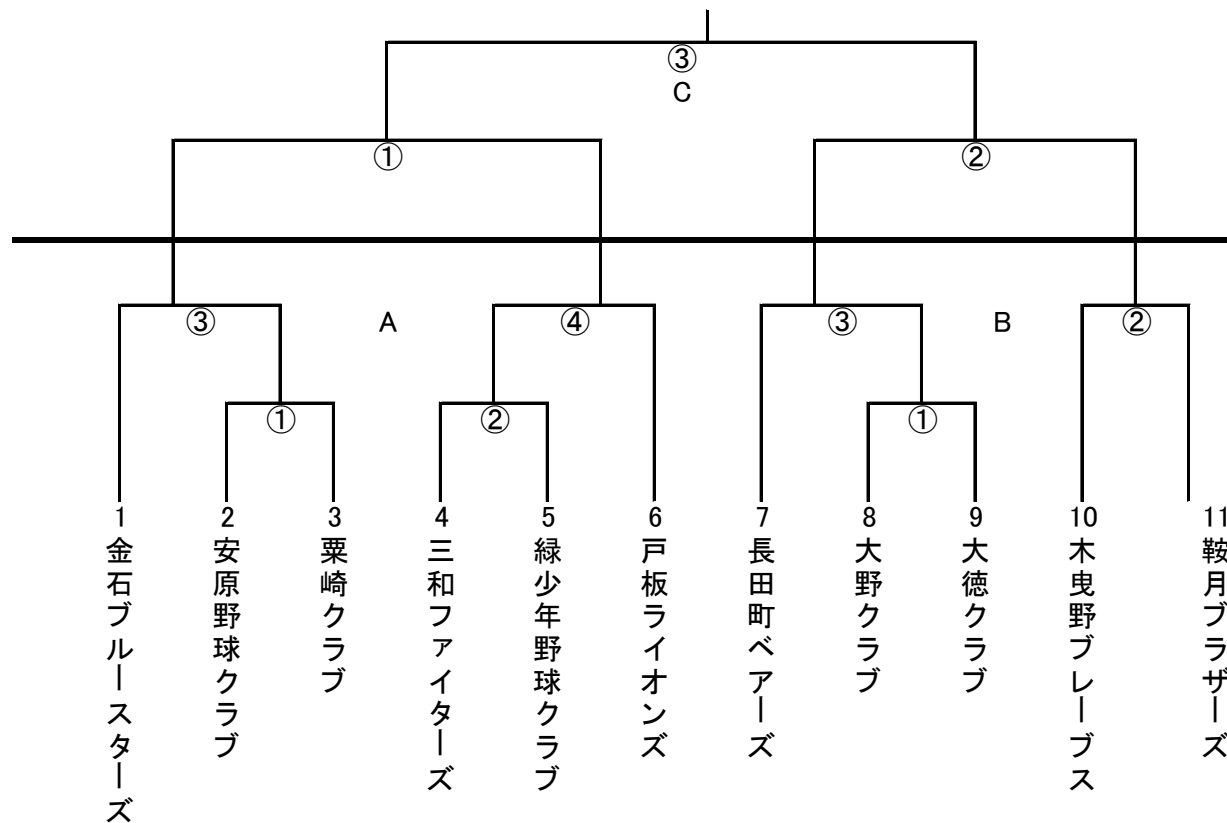 ③
C
①
②
③
A
④
③
B
②
①
②
①
1
金石ブルースターズ
2
安原野球クラブ
3
粟崎クラブ
4
三和ファイターズ
5
緑少年野球クラブ
6
戸板ライオンズ
7
長田町ベアーズ
8
大野クラブ
9
大徳クラブ
10
木曳野ブレーブス
11
鞍月ブラザーズ